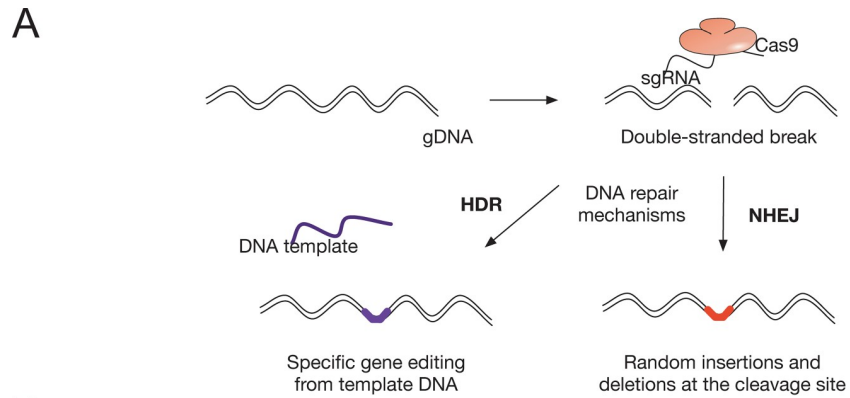 A
Cas9
sgRNA
gDNA
Double-stranded break
HDR
DNA repair
mechanisms
NHEJ
DNA template
Specific gene editing
from template DNA
Random insertions and
deletions at the cleavage site